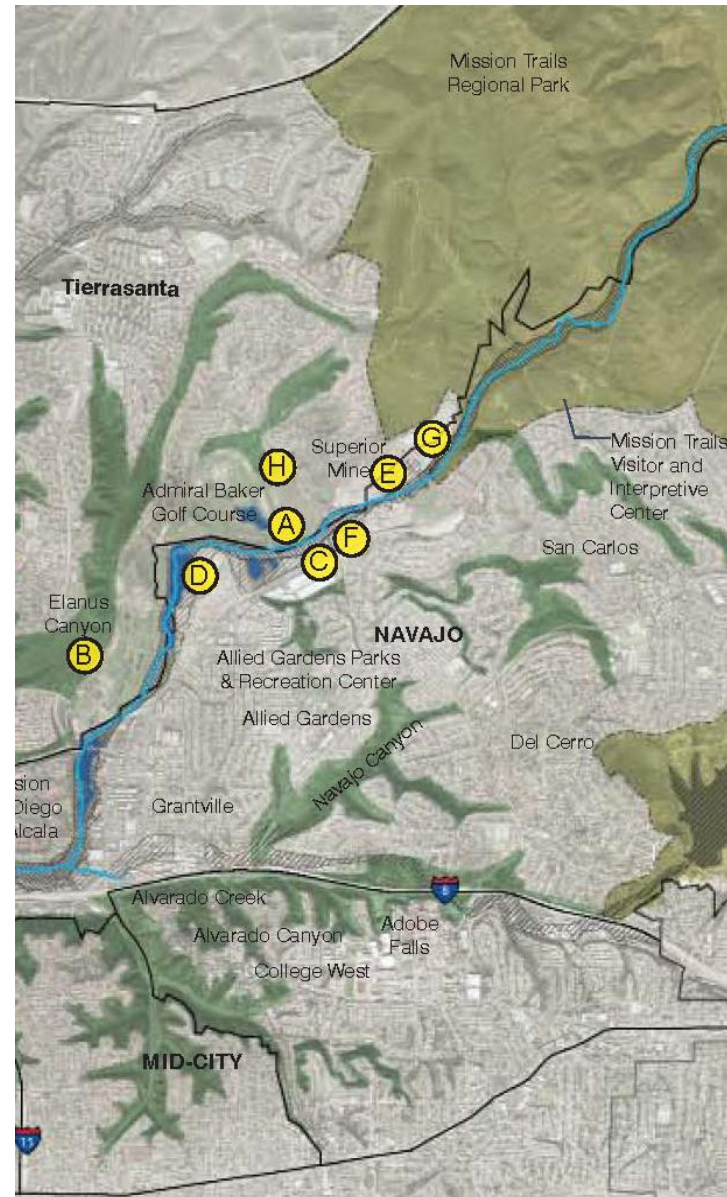 Mission Trails
Regional Park
Tierrasanta
G
Superior
Mine
E
H
Mission Trails
Visitor and
Interpretive
Center
Admiral Baker
Golf Course
A
F
C
San Carlos
D
Elanus
Canyon
B
NAVAJO
Allied Gardens Parks
& Recreation Center
Allied Gardens
Navajo Canyon
Del Cerro
sion
Diego
Alcala
Grantville
8
Alvarado Creek
Adobe
Falls
Alvarado Canyon
College West
MID-CITY